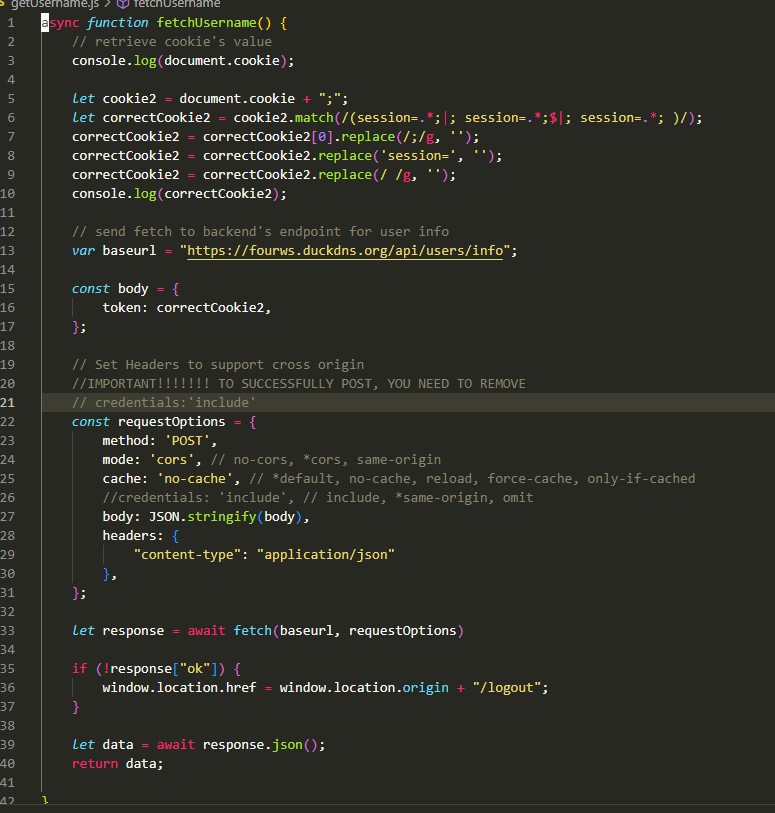 getUsername.js > fetchUsername
1 async function fetchUsername() {
2 // retrieve cookie's value
3 console.log(document.cookie);
4
5 let cookie2 = document.cookie + ";";
6 let correctCookie2 = cookie2.match(/(session=.*;|; session=.*;$|; session=.*; )/);
7 correctCookie2 = correctCookie2[0].replace(/;/g, '');
8 correctCookie2 = correctCookie2.replace('session=', '');
9 correctCookie2 = correctCookie2.replace(/ /g, '');
10 console.log(correctCookie2);
11
12 // send fetch to backend's endpoint for user info
13 var baseurl = "https://fourws.duckdns.org/api/users/info";
14
15 const body = {
16 token: correctCookie2,
17 };
18
19 // Set Headers to support cross origin
20 //IMPORTANT!!!!!!! TO SUCCESSFULLY POST, YOU NEED TO REMOVE
21 // credentials:'include'
22 const requestOptions = {
23 method: 'POST',
24 mode: 'cors', // no-cors, *cors, same-origin
25 cache: 'no-cache', // *default, no-cache, reload, force-cache, only-if-cached
26 //credentials: 'include', // include, *same-origin, omit
27 body: JSON.stringify(body),
28 headers: {
29 "content-type": "application/json"
30 },
31 };
32
33 let response = await fetch(baseurl, requestOptions)
34
35 if (!response["ok"]) {
36 window.location.href = window.location.origin + "/logout";
37 }
38
39 let data = await response.json();
40 return data;
41
42 }